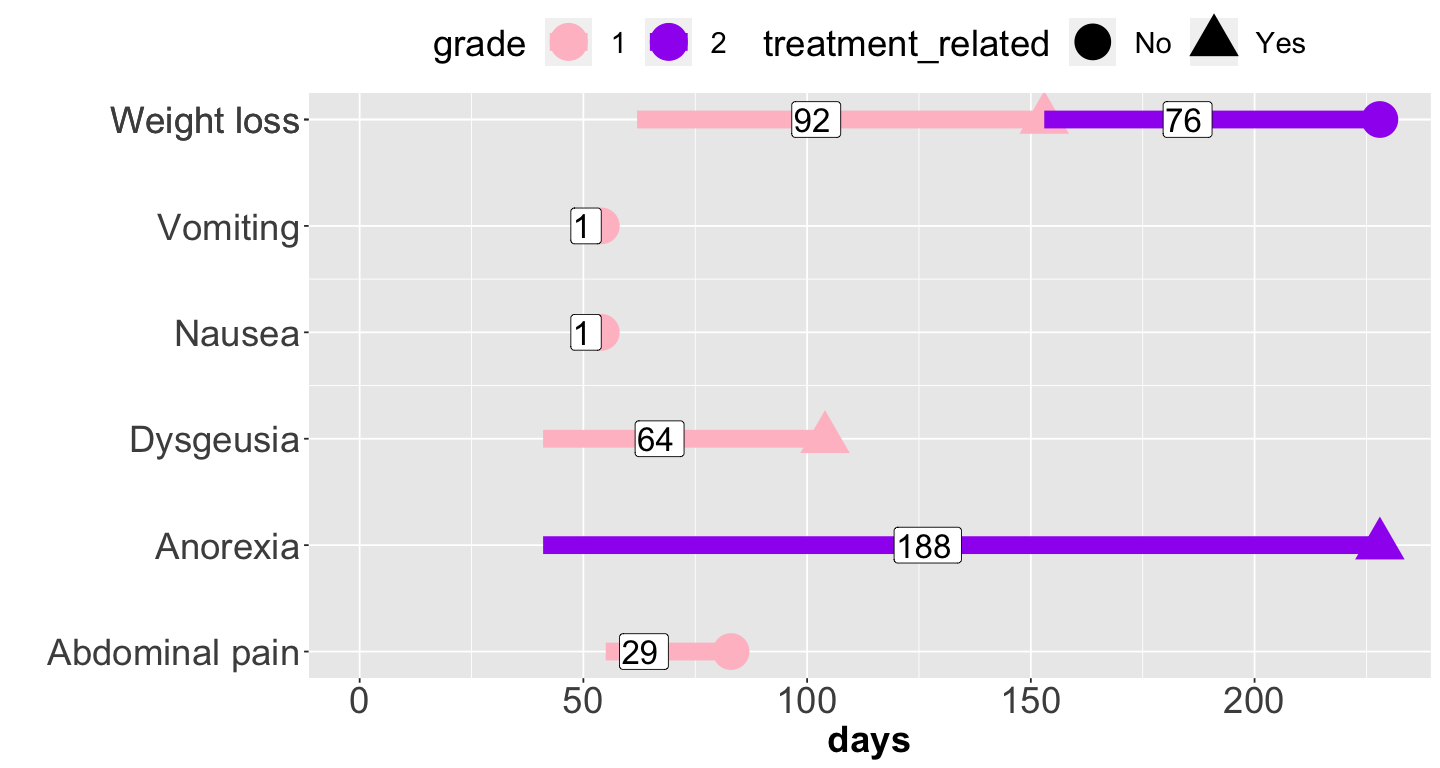 grade 1 2 treatment_related No Yes
Weight loss 92 76
Vomiting 1
Nausea 1
Dysgeusia 64
Anorexia 188
Abdominal pain 29
0 50 100 150 200
days